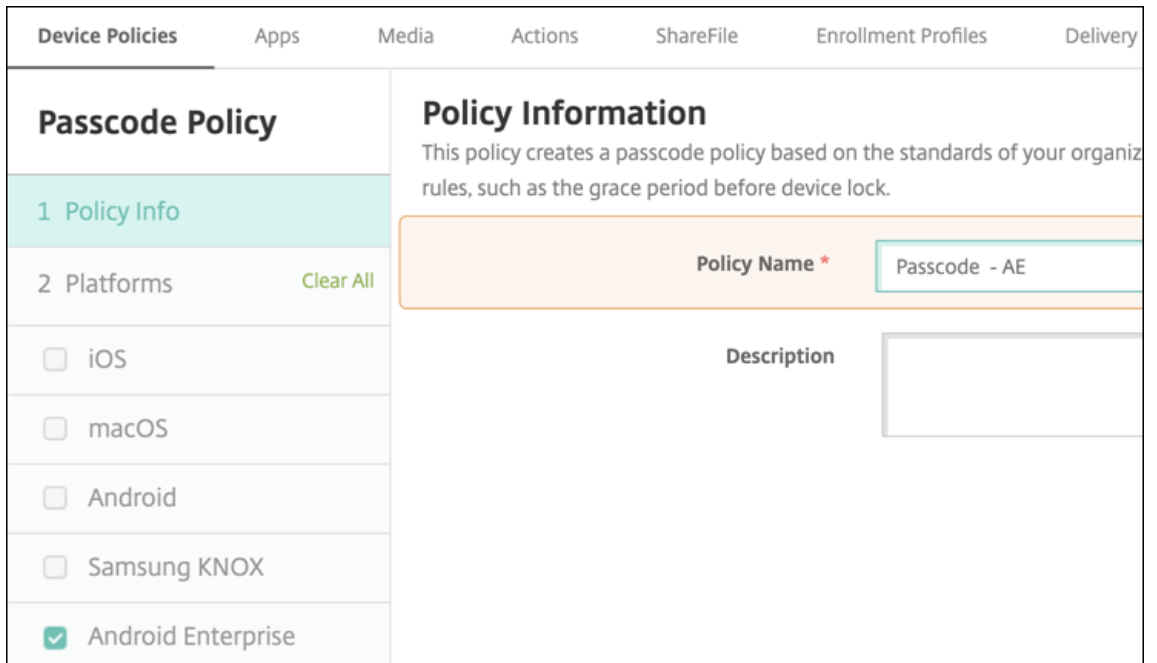 Device Policies Apps Media Actions ShareFile Enrollment Profiles Delivery
Passcode Policy
1 Policy Info
2 Platforms Clear All
iOS
macOS
Android
Samsung KNOX
Android Enterprise
Policy Information
This policy creates a passcode policy based on the standards of your organiz
rules, such as the grace period before device lock.
Policy Name * Passcode - AE
Description